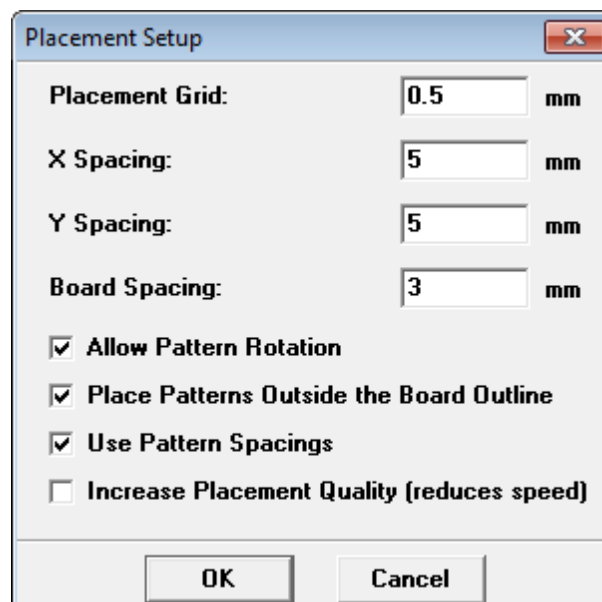 Placement Setup
Placement Grid: 0.5 mm
X Spacing: 5 mm
Y Spacing: 5 mm
Board Spacing: 3 mm
Allow Pattern Rotation
Place Patterns Outside the Board Outline
Use Pattern Spacings
Increase Placement Quality (reduces speed)
OK Cancel